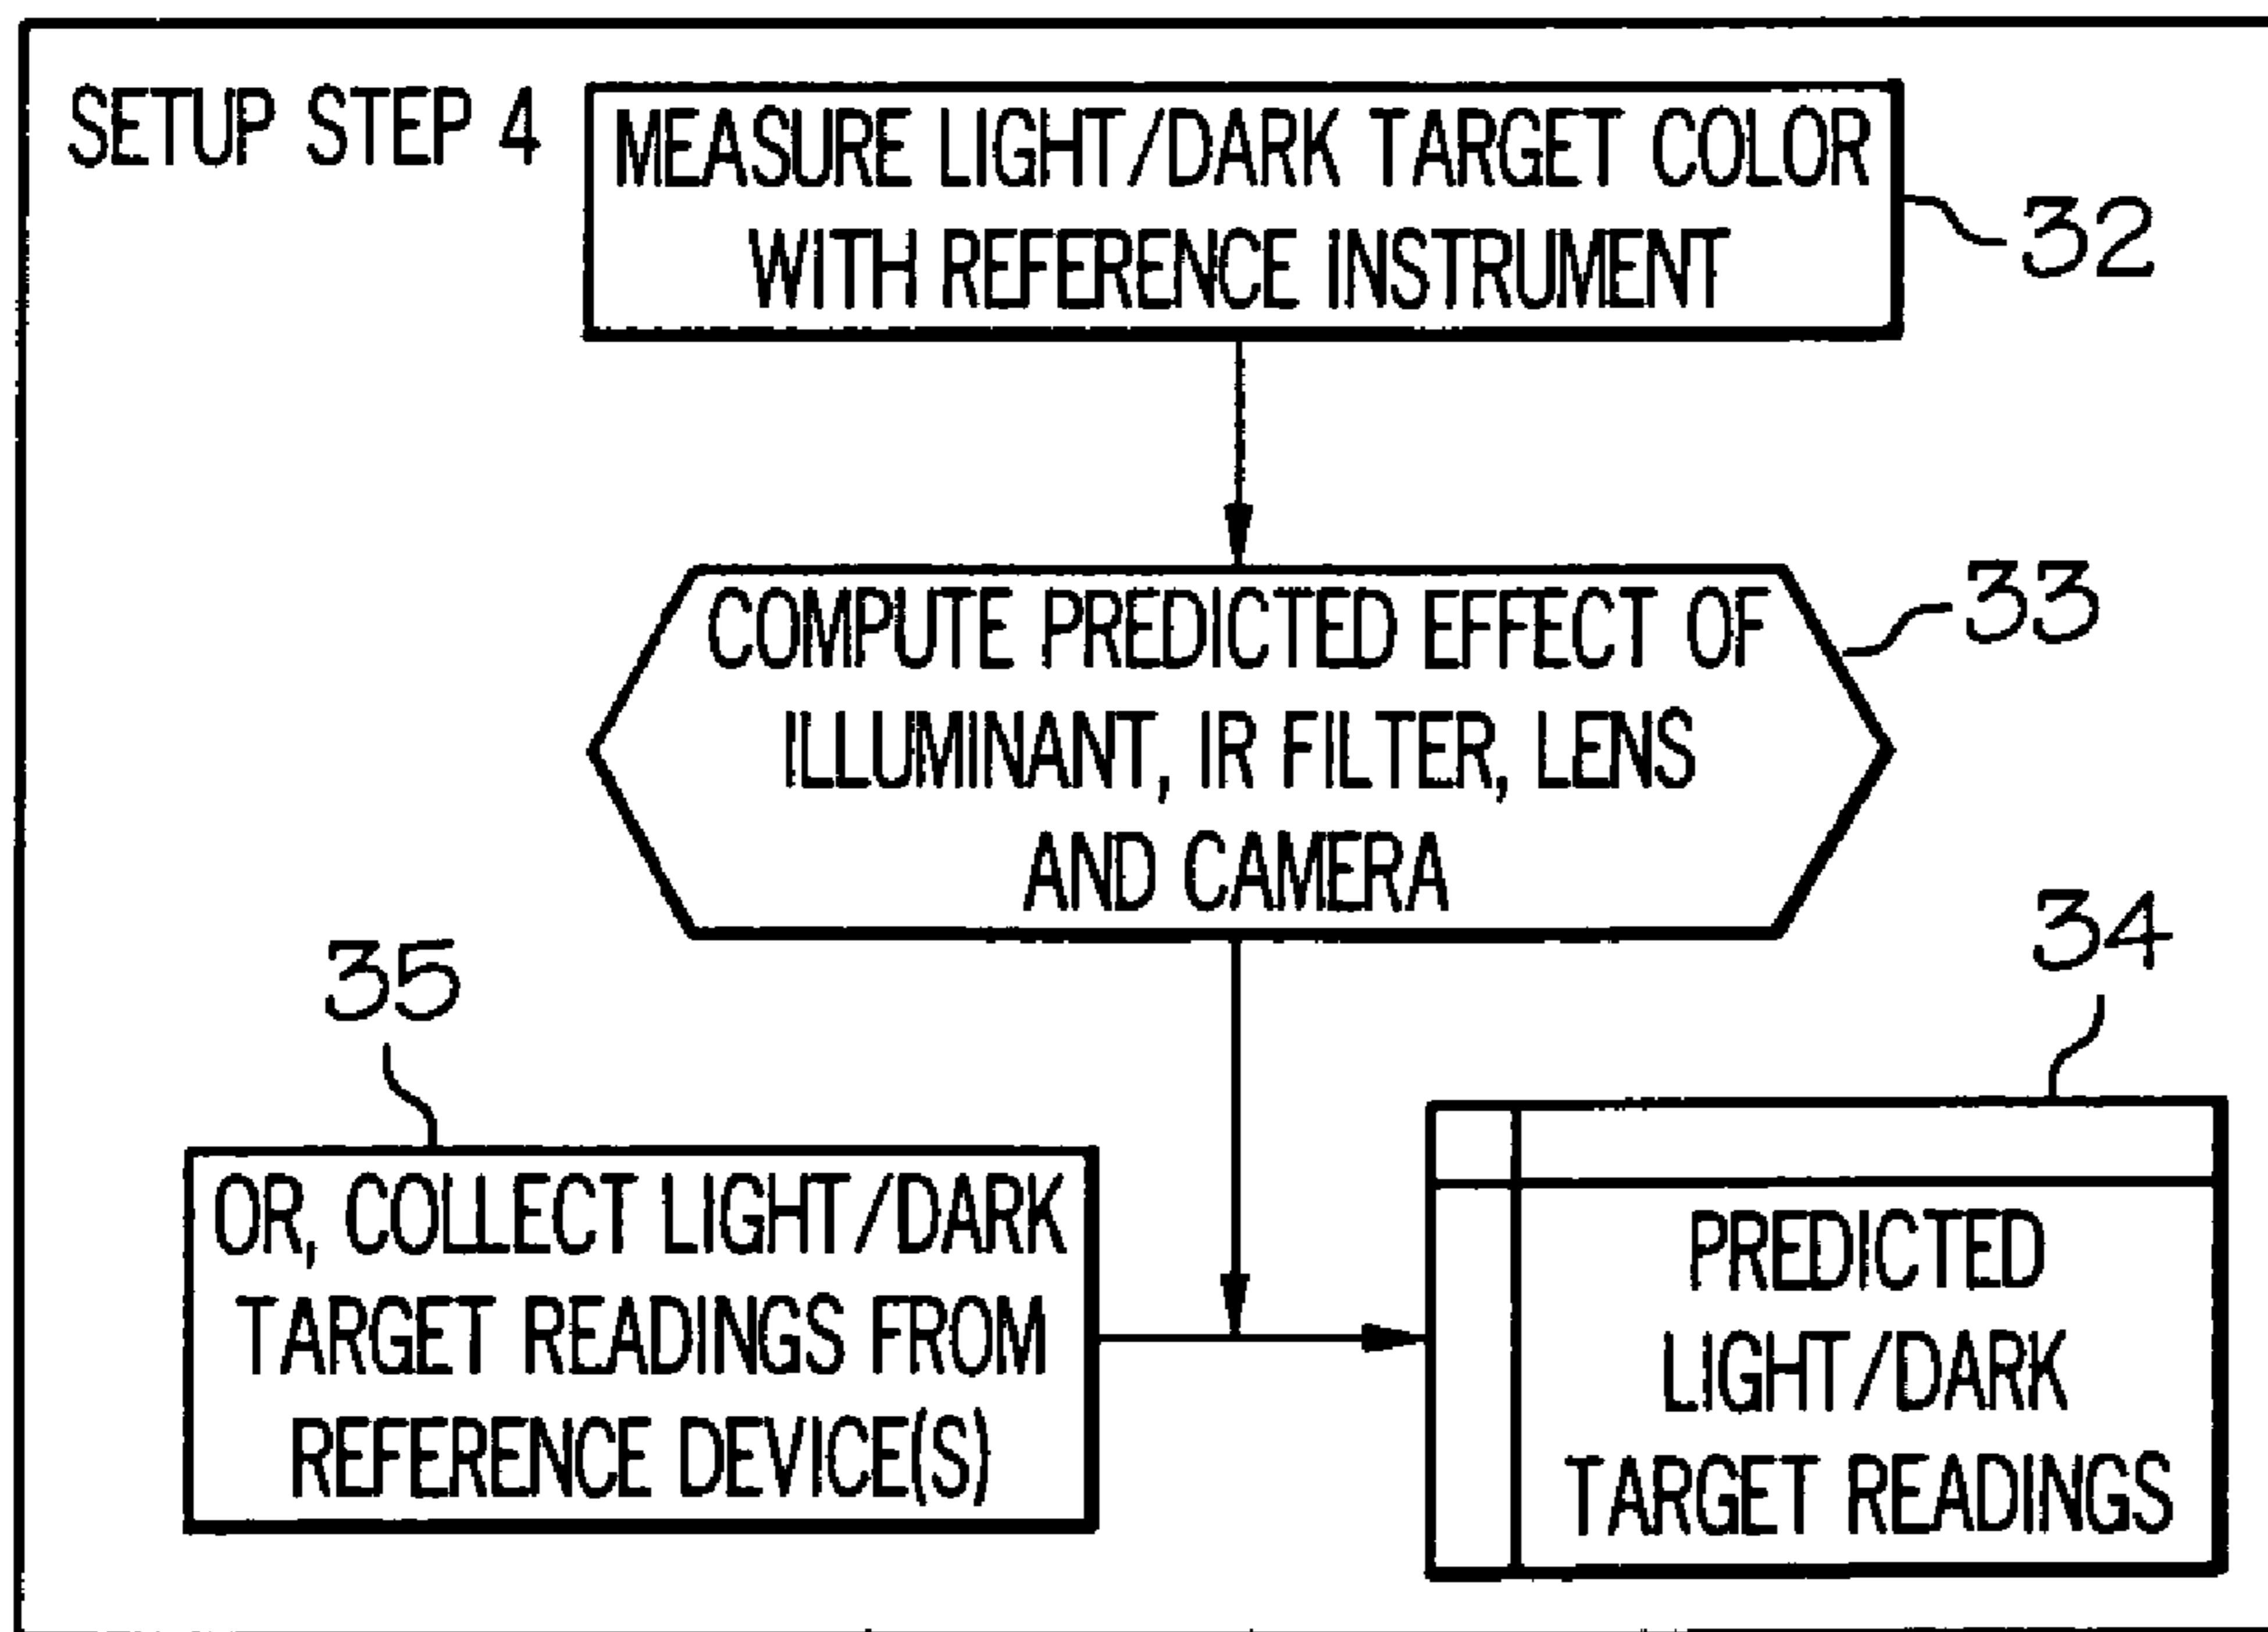 SETUP STEP 4
MEASURE LIGHT/DARK TARGET COLOR
WITH REFERENCE INSTRUMENT
32
COMPUTE PREDICTED EFFECT OF
ILLUMINANT, IR FILTER, LENS
AND CAMERA
33
35
OR, COLLECT LIGHT/DARK
TARGET READINGS FROM
REFERENCE DEVICE(S)
34
PREDICTED
LIGHT/DARK
TARGET READINGS